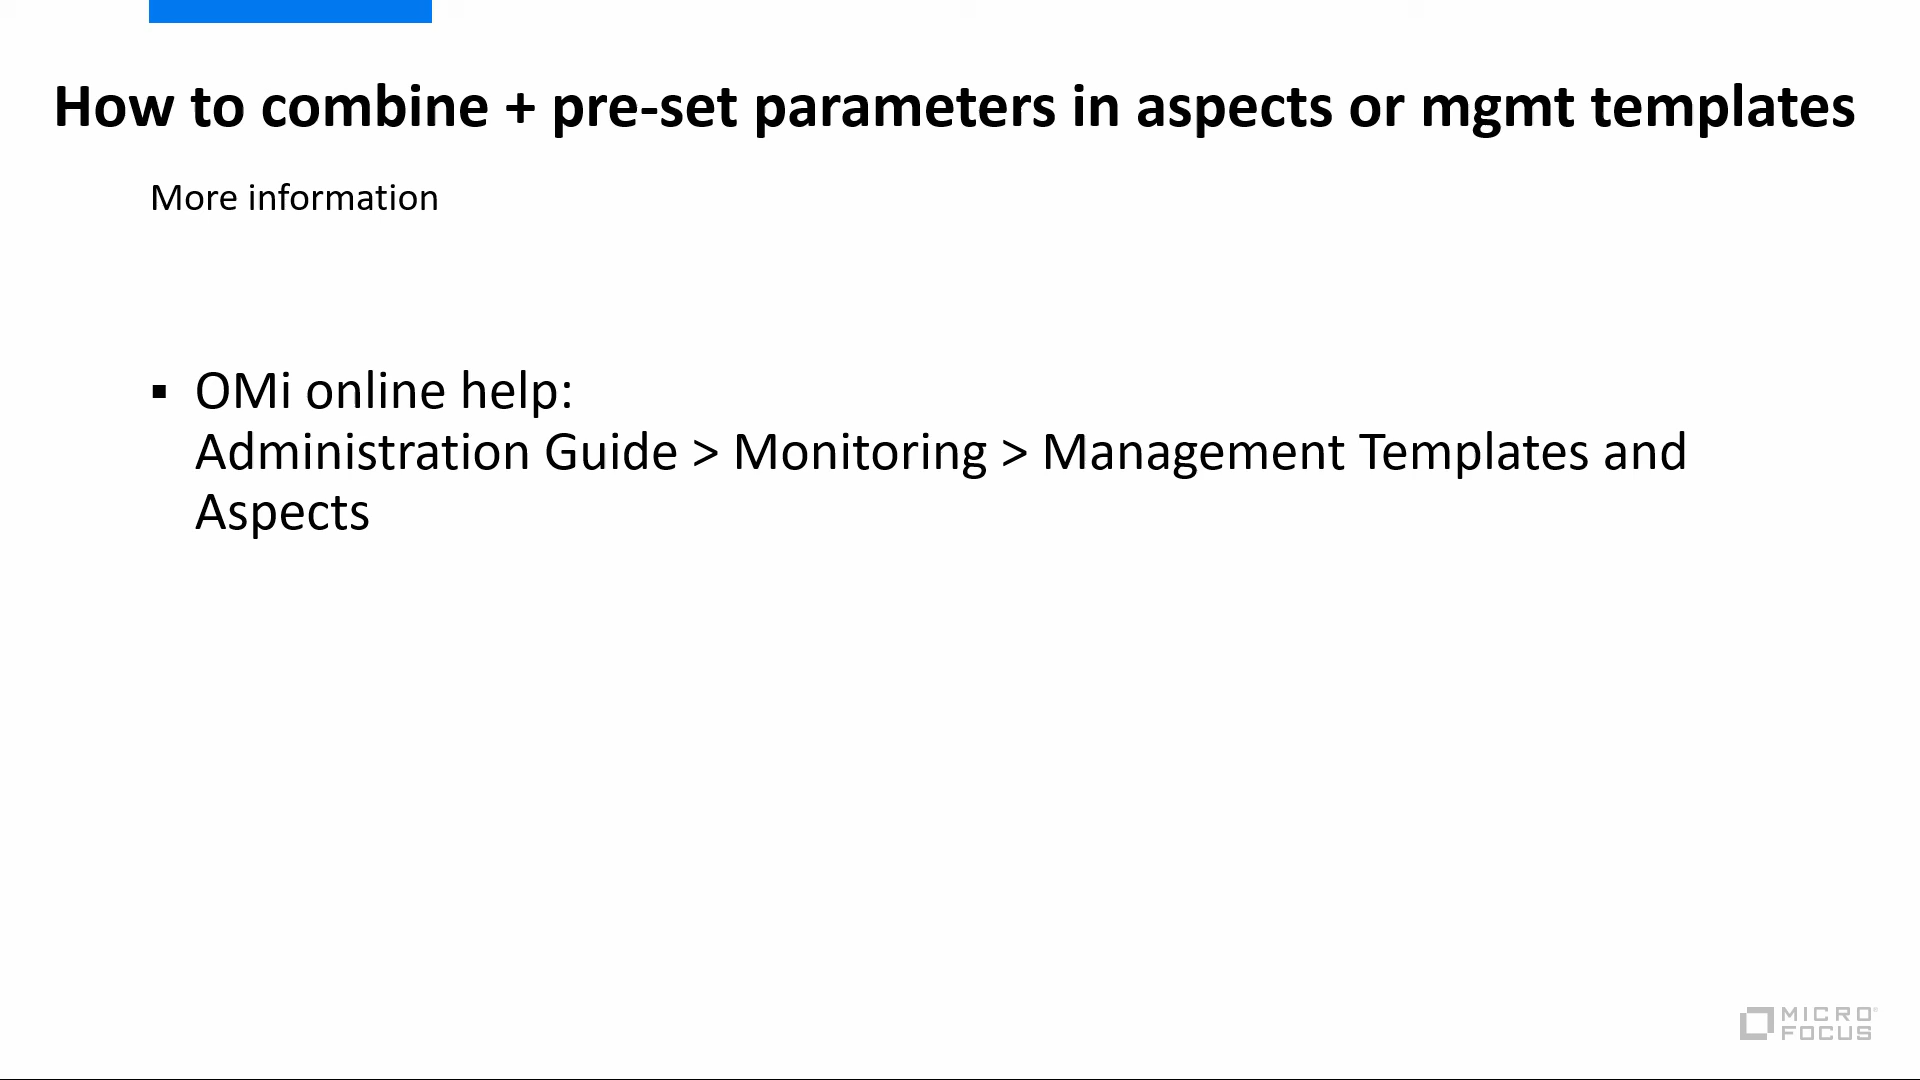 How to combine + pre-set parameters in aspects or mgmt templates
More information
▪ OMi online help:
Administration Guide > Monitoring > Management Templates and
Aspects
MICRO
FOCUS